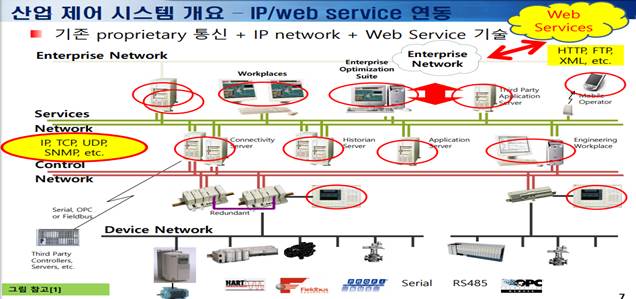 산업 제어 시스템 개요 – IP/web service 연동
Web
Services
기존 proprietary 통신 + IP network + Web Service 기술
Enterprise Network
Enterprise
Network
HTTP, FTP,
XML, etc.
Workplaces
Enterprise
Optimization
Suite
Third Party
Application
Server
Mobile
Operator
Services
Network
IP, TCP, UDP,
SNMP, etc.
Connectivity
Server
Historian
Server
Application
Server
Engineering
Workplace
Control
Network
Serial, OPC
or Fieldbus
Redundant
Device Network
Third Party
Controllers,
Servers, etc.
HART
Fieldbus
PROFI
BUS
Serial
RS485
OPC
그림 참고[1]
7